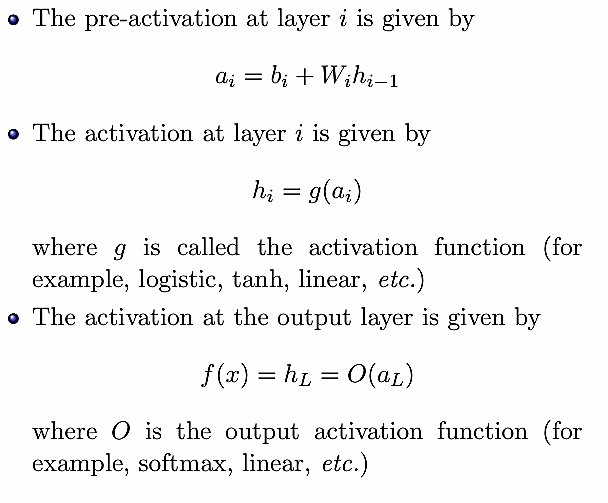 • The pre-activation at layer i is given by
a_i = b_i + W_i h_{i−1}
• The activation at layer i is given by
h_i = g(a_i)
where g is called the activation function (for
example, logistic, tanh, linear, etc.)
• The activation at the output layer is given by
f(x) = h_L = O(a_L)
where O is the output activation function (for
example, softmax, linear, etc.)